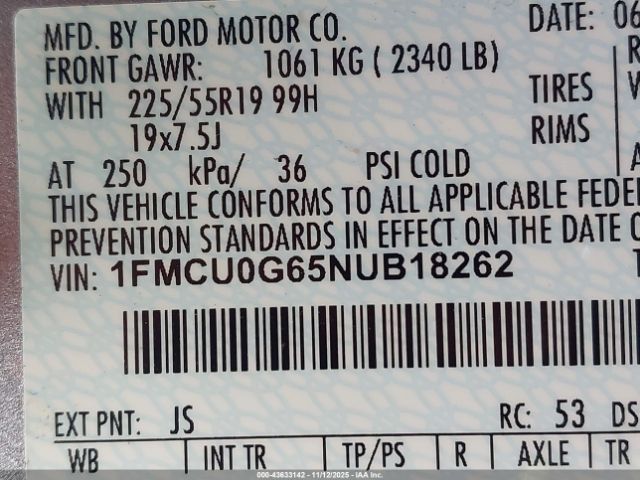 MFD. BY FORD MOTOR CO.
DATE: 06
FRONT GAWR: 1061 KG ( 2340 LB)
WITH 225/55R19 99H TIRES
19x7.5J RIMS
AT 250 kPa/ 36 PSI COLD
THIS VEHICLE CONFORMS TO ALL APPLICABLE FEDE
PREVENTION STANDARDS IN EFFECT ON THE DATE
VIN: 1FMCU0G65NUB18262
EXT PNT: JS RC: 53 DS
WB INT TR TP/PS R AXLE TR
000-43633142 - 11/12/2025 - IAA Inc.